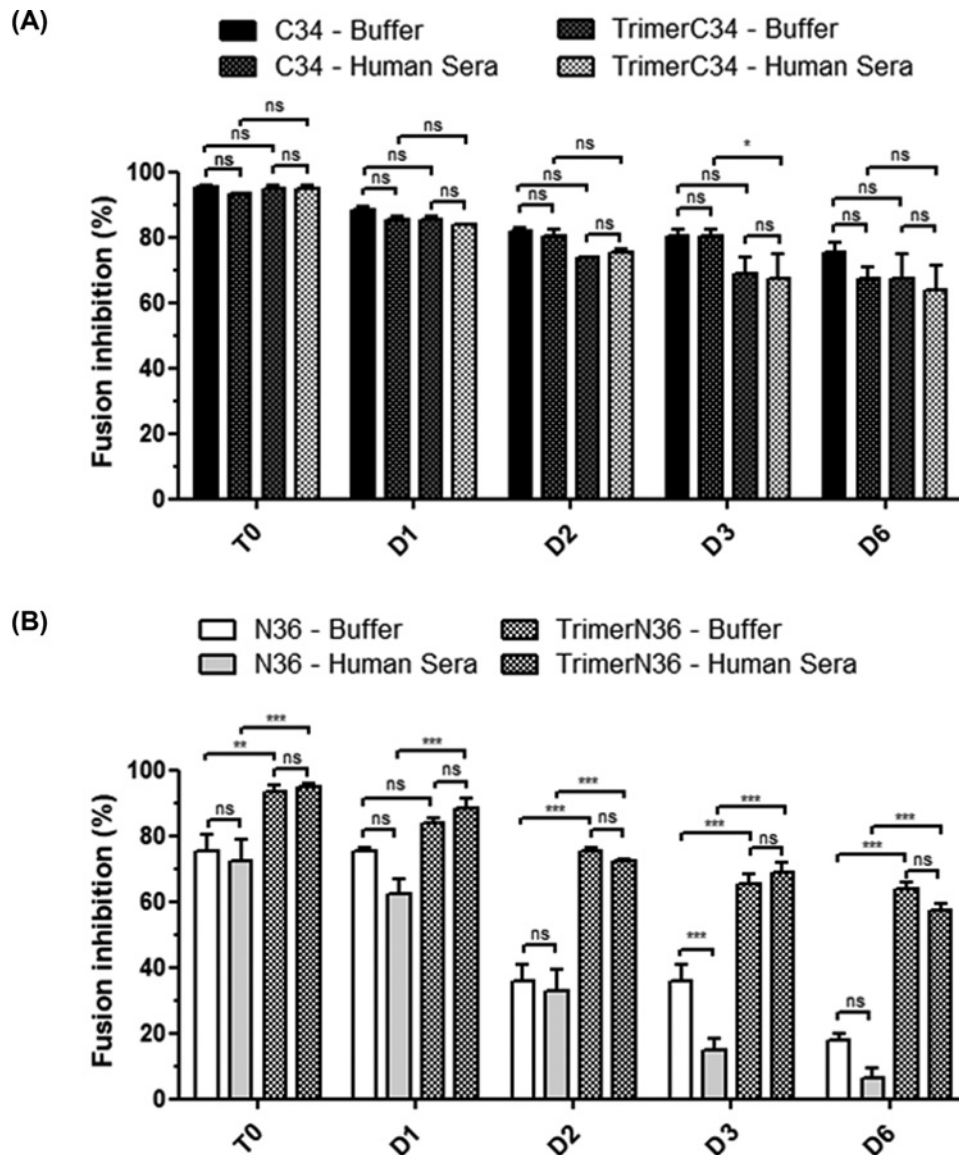 (A)
C34 - Buffer TrimerC34 - Buffer
C34 - Human Sera TrimerC34 - Human Sera
Fusion inhibition (%)
100
80
60
40
20
0
ns ns ns ns
ns ns ns ns
ns ns ns ns
* ns ns ns
ns ns ns ns
T0 D1 D2 D3 D6
(B)
N36 - Buffer TrimerN36 - Buffer
N36 - Human Sera TrimerN36 - Human Sera
Fusion inhibition (%)
100
80
60
40
20
0
*** ** ns ns
*** ns ns ns
*** *** ns ns
*** *** ns ***
*** *** ns ns
T0 D1 D2 D3 D6